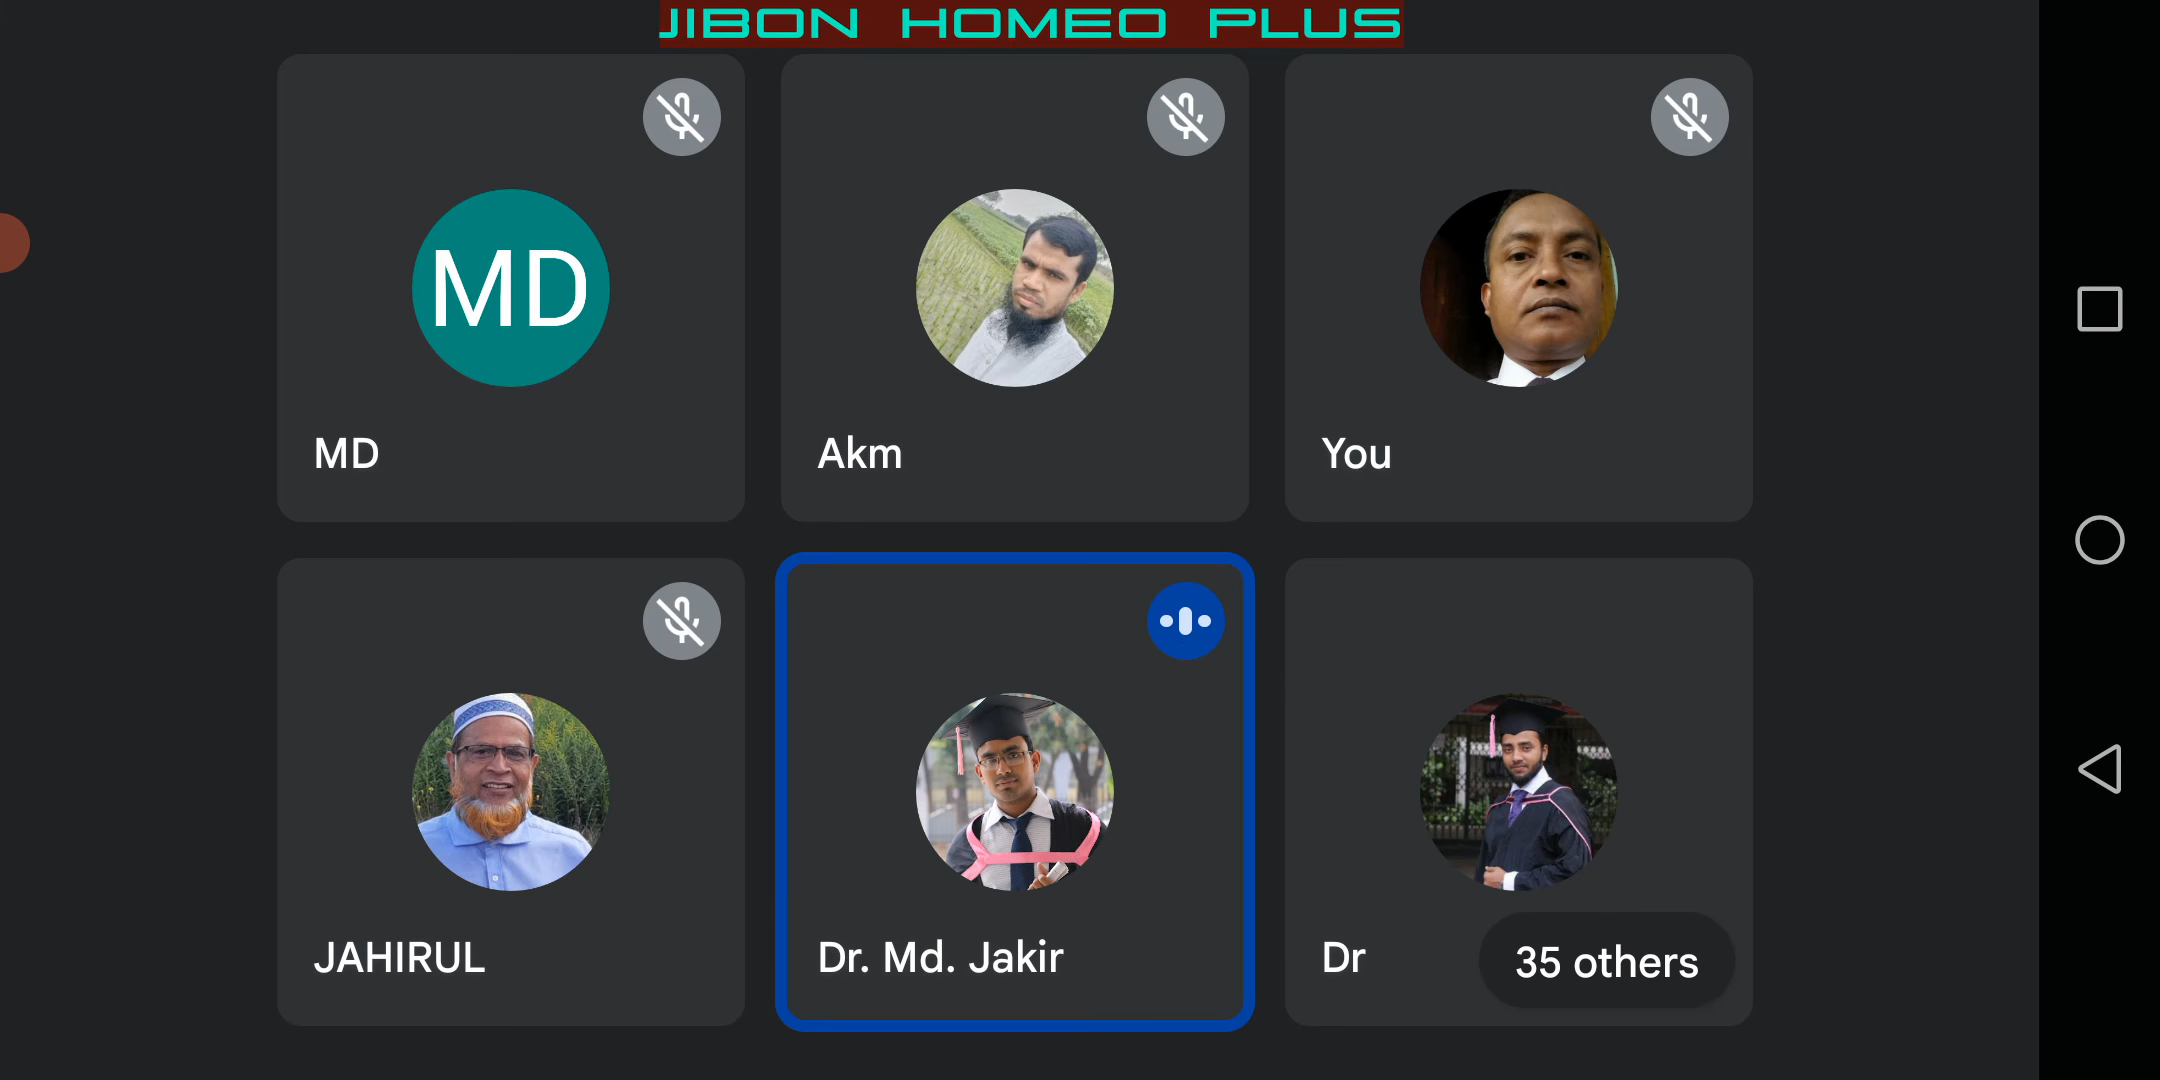 JIBON HOMEO PLUS
MD
MD
Akm
You
JAHIRUL
Dr. Md. Jakir
Dr
35 others